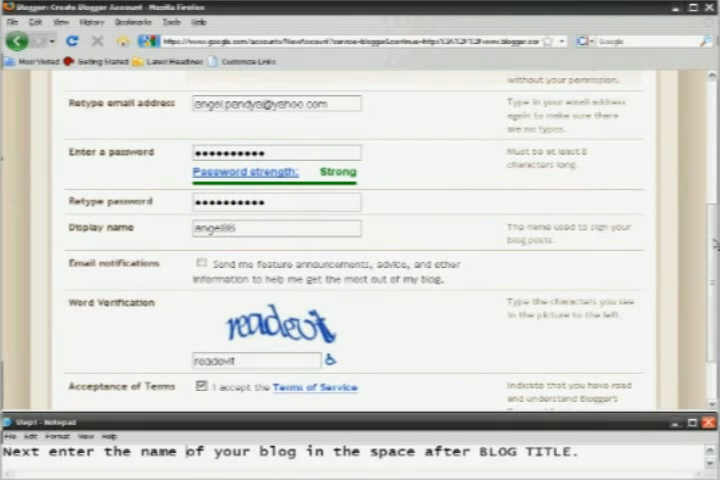 Blogger: Create Blogger Account - Mozilla Firefox
File Edit View History Bookmarks Tools Help
Google
Most Visited Getting Started Latest Headlines Customize Links
without your permission.
Retype email address angel.pandya@yahoo.com Type in your email address
again to make sure there
are no typos.
Enter a password Must be at least 8
characters long.
Password strength: Strong
Retype password
Display name angel86 The name used to sign your
blog posts.
Email notifications Send me feature announcements, advice, and other
information to help me get the most out of my blog.
Word Verification Type the characters you see
in the picture to the left.
readevit
readevit
Acceptance of Terms I accept the Terms of Service Indicate that you have read
and understand Blogger's
Step1 - Notepad
File Edit Format View Help
Next enter the name of your blog in the space after BLOG TITLE.